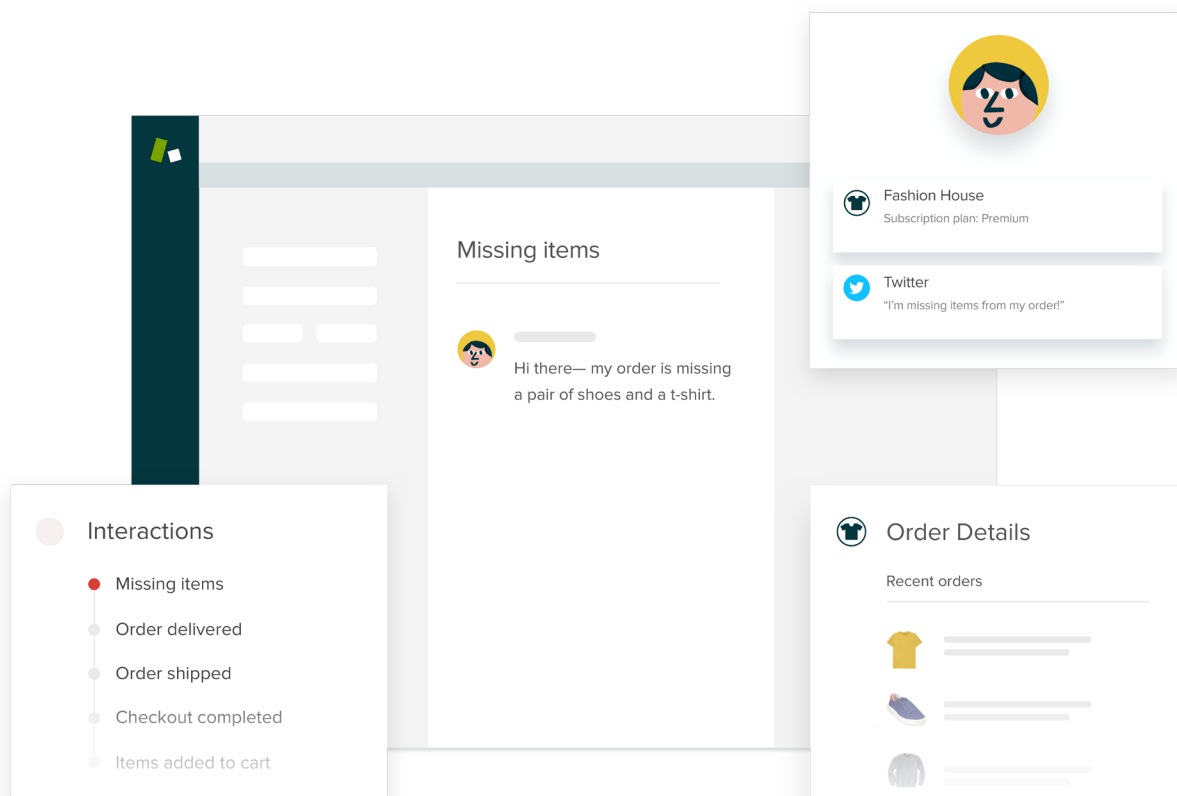 Fashion House
Subscription plan: Premium
Twitter
“I’m missing items from my order!”
Missing items
Hi there— my order is missing
a pair of shoes and a t-shirt.
Interactions
Missing items
Order delivered
Order shipped
Checkout completed
Items added to cart
Order Details
Recent orders